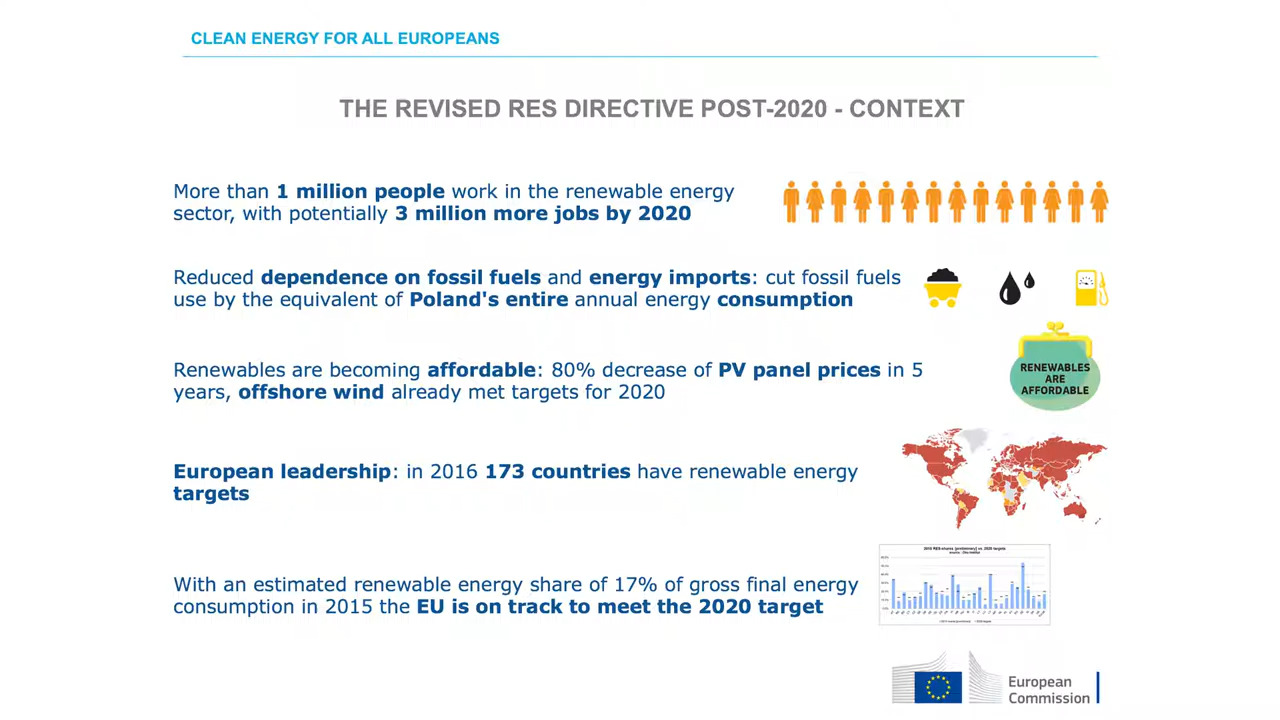 CLEAN ENERGY FOR ALL EUROPEANS
THE REVISED RES DIRECTIVE POST-2020 - CONTEXT
More than 1 million people work in the renewable energy
sector, with potentially 3 million more jobs by 2020
Reduced dependence on fossil fuels and energy imports: cut fossil fuels
use by the equivalent of Poland's entire annual energy consumption
Renewables are becoming affordable: 80% decrease of PV panel prices in 5
years, offshore wind already met targets for 2020
RENEWABLES
ARE
AFFORDABLE
European leadership: in 2016 173 countries have renewable energy
targets
With an estimated renewable energy share of 17% of gross final energy
consumption in 2015 the EU is on track to meet the 2020 target
European
Commission